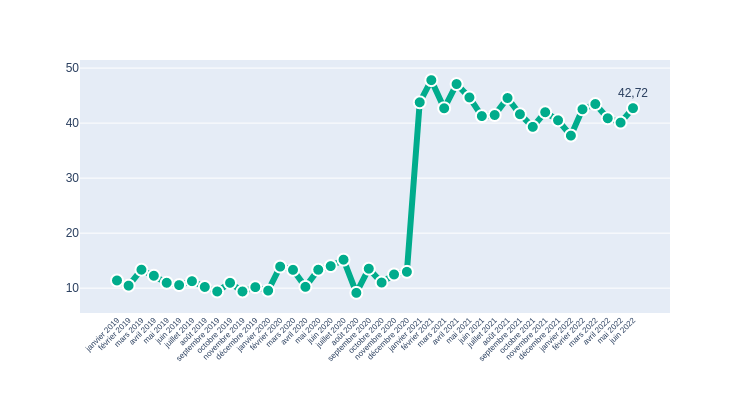 50
42,72
40
30
20
10
janvier 2019
février 2019
mars 2019
avril 2019
mai 2019
juin 2019
juillet 2019
août 2019
septembre 2019
octobre 2019
novembre 2019
décembre 2019
janvier 2020
février 2020
mars 2020
avril 2020
mai 2020
juin 2020
juillet 2020
août 2020
septembre 2020
octobre 2020
novembre 2020
décembre 2020
janvier 2021
février 2021
mars 2021
avril 2021
mai 2021
juin 2021
juillet 2021
août 2021
septembre 2021
octobre 2021
novembre 2021
décembre 2021
janvier 2022
février 2022
mars 2022
avril 2022
mai 2022
juin 2022